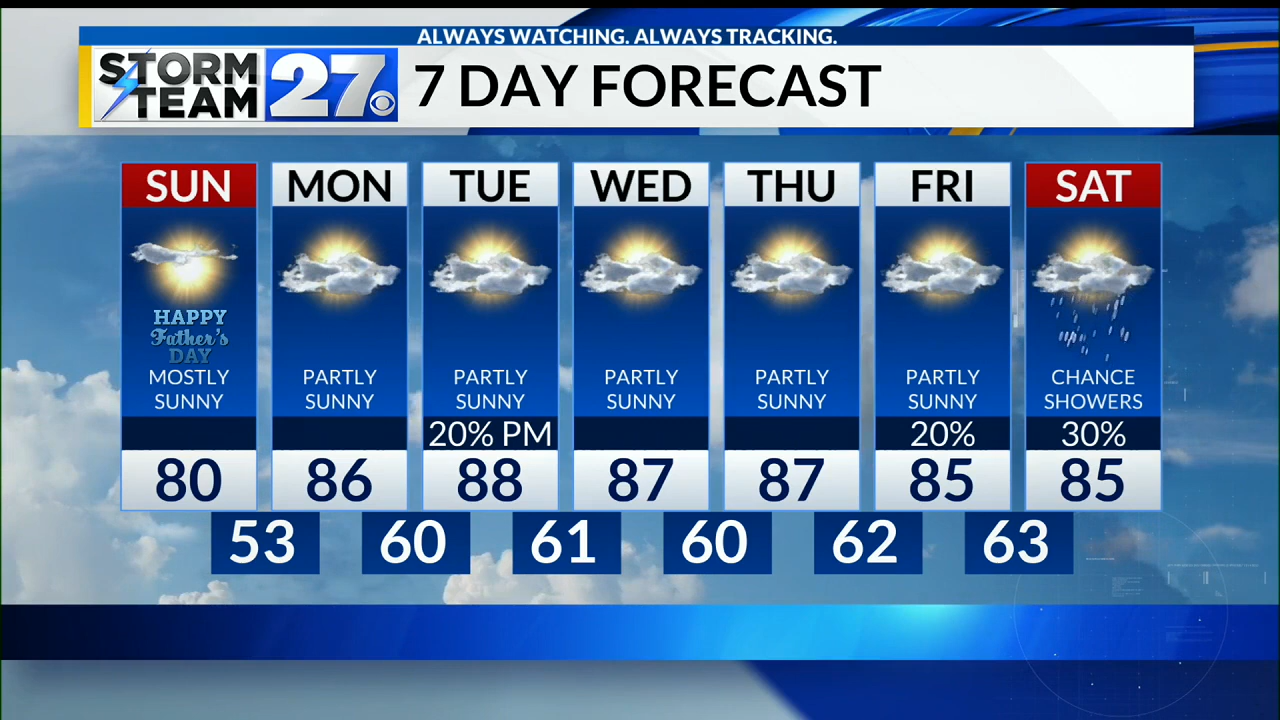 ALWAYS WATCHING. ALWAYS TRACKING.
STORM
TEAM
27
7 DAY FORECAST
SUN
MON
TUE
WED
THU
FRI
SAT
HAPPY
Father's
DAY
MOSTLY
SUNNY
PARTLY
SUNNY
PARTLY
SUNNY
PARTLY
SUNNY
PARTLY
SUNNY
PARTLY
SUNNY
CHANCE
SHOWERS
20% PM
20%
30%
80
86
88
87
87
85
85
53
60
61
60
62
63